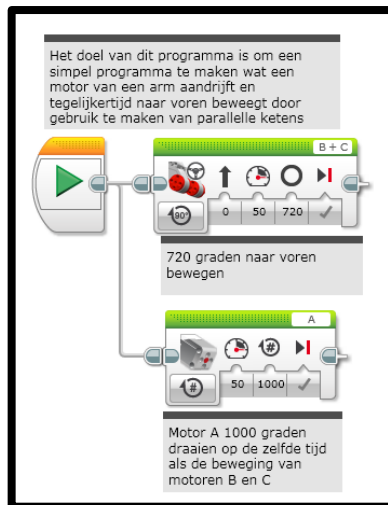 Het doel van dit programma is om een
simpel programma te maken wat een
motor van een arm aandrijft en
tegelijkertijd naar voren beweegt door
gebruik te maken van parallelle ketens
B + C
90°
0 50 720
720 graden naar voren
bewegen
A
#
# 50 1000
Motor A 1000 graden
draaien op de zelfde tijd
als de beweging van
motoren B en C